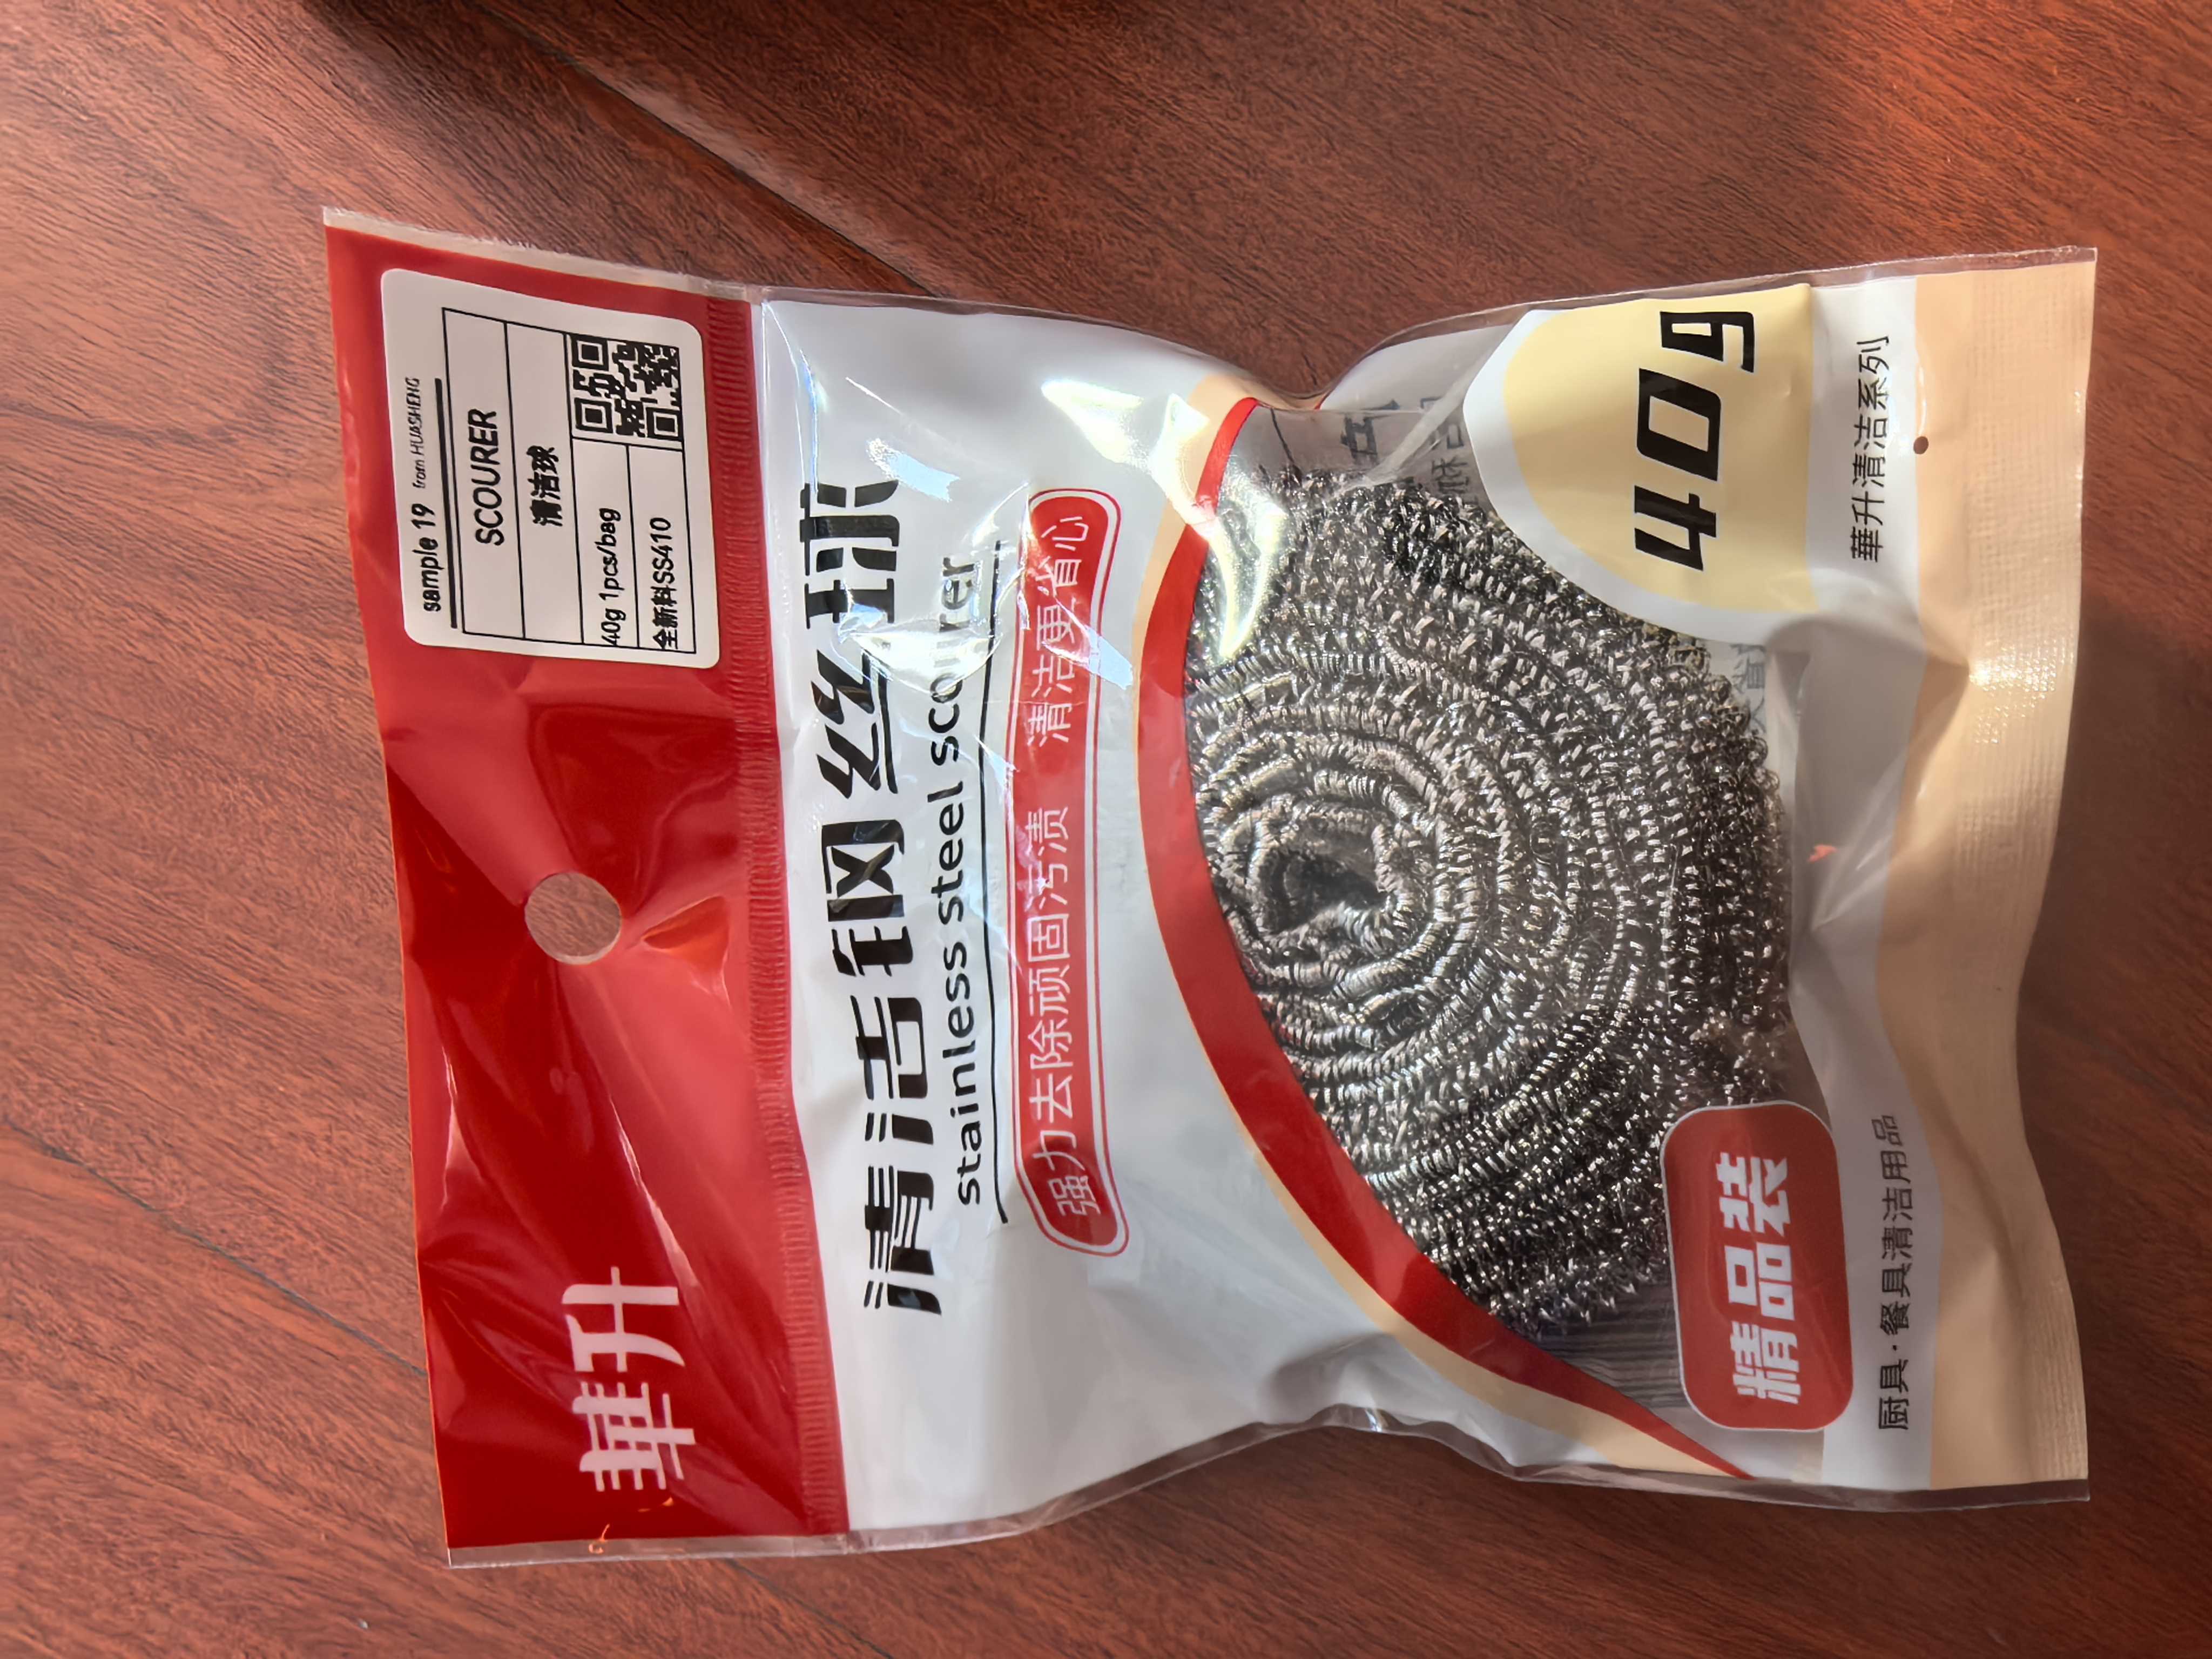 sample 19 from HUASHENG
SCOURER
清洁球
40g 1pcs/bag
全新料SS410
華升
清洁钢丝球
stainless steel scourer
强力去除顽固污渍 清洁更省心
40g
精品装
華升清洁系列
厨具·餐具清洁用品